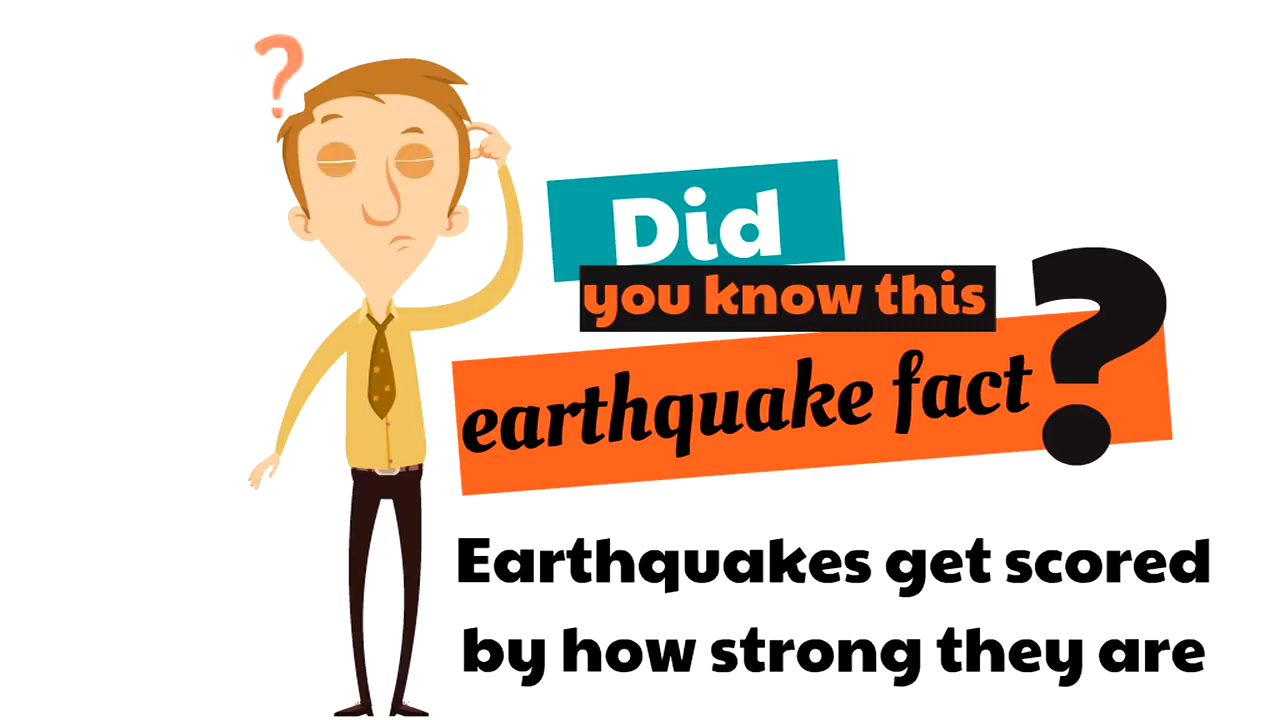 ?
Did
you know this
earthquake fact?
Earthquakes get scored
by how strong they are